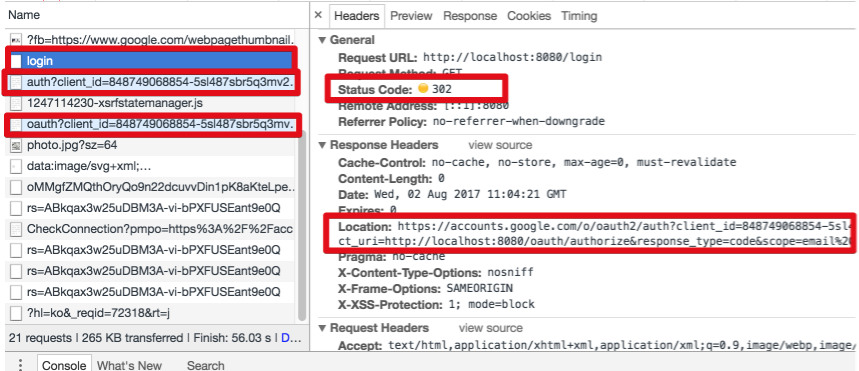 Name
× Headers Preview Response Cookies Timing
?fb=https://www.google.com/webpagethumbnail...
login
auth?client_id=848749068854-5sl487sbr5q3mv2...
1247114230-xsrfstatemanager.js
oauth?client_id=848749068854-5sl487sbr5q3mv...
photo.jpg?sz=64
data:image/svg+xml;…
oMMgfZMQthOryQo9n22dcuvvDin1pK8aKteLpe...
rs=ABkqax3w25uDBM3A-vi-bPXFUSEant9e0Q
CheckConnection?pmpo=https%3A%2F%2Facc
rs=ABkqax3w25uDBM3A-vi-bPXFUSEant9e0Q
rs=ABkqax3w25uDBM3A-vi-bPXFUSEant9e0Q
?hl=ko&_reqid=72318&rt=j
21 requests | 265 KB transferred | Finish: 56.03 s | D...
▼ General
Request URL: http://localhost:8080/login
Request Method: GET
Status Code: 302
Remote Address: [::1]:8080
Referrer Policy: no-referrer-when-downgrade
▼ Response Headers view source
Cache-Control: no-cache, no-store, max-age=0, must-revalidate
Content-Length: 0
Date: Wed, 02 Aug 2017 11:04:21 GMT
Expires: 0
Location: https://accounts.google.com/o/oauth2/auth?client_id=848749068854-5sl4
ct_uri=http://localhost:8080/oauth/authorize&response_type=code&scope=email%20
Pragma: no-cache
X-Content-Type-Options: nosniff
X-Frame-Options: SAMEORIGIN
X-XSS-Protection: 1; mode=block
▼ Request Headers view source
Accept: text/html,application/xhtml+xml,application/xml;q=0.9,image/webp,image/
Console What's New Search